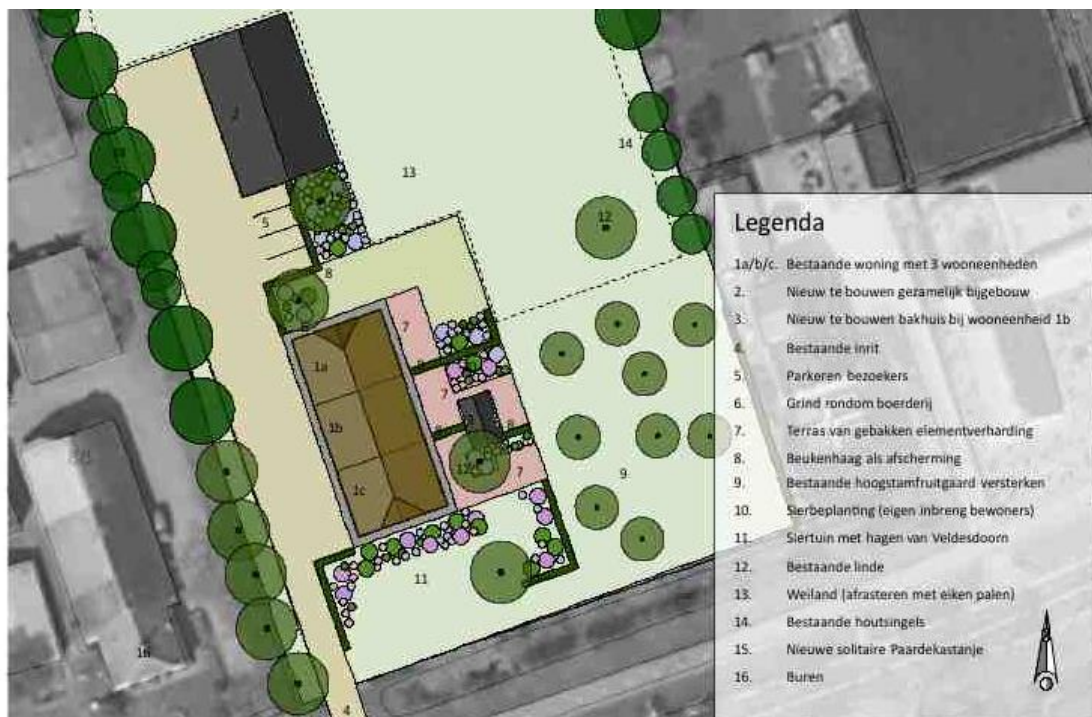 Legenda
1a/b/c. Bestaande woning met 3 wooneenheden
2. Nieuw te bouwen gezamelijk bijgebouw
3. Nieuw te bouwen bakhuis bij wooneenheid 1b
4. Bestaande inrit
5. Parkeren bezoekers
6. Grind rondom boerderij
7. Terras van gebakken elementverharding
8. Beukenhaag als afscherming
9. Bestaande hoogstamfruitgaard versterken
10. Sierbeplanting (eigen inbreng bewoners)
11. Siertuin met hagen van Veldesdoorn
12. Bestaande linde
13. Weiland (afrasteren met eiken palen)
14. Bestaande houtsingels
15. Nieuwe solitaire Paardekastanje
16. Buren
2
14
13
12
5
8
7
1a
7
1b
8
1c
12
7
9
11
16
4